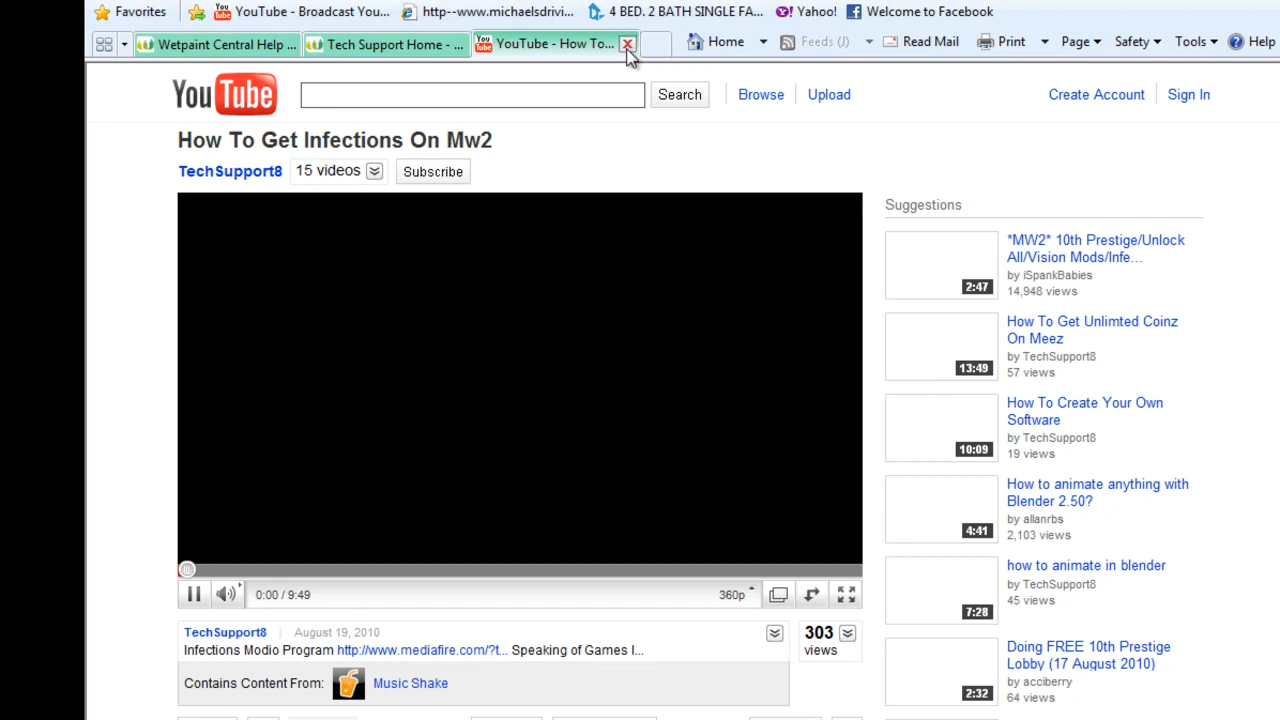 Favorites YouTube - Broadcast You... http--www.michaelsdrivi... 4 BED. 2 BATH SINGLE FA... Yahoo! Welcome to Facebook
Wetpaint Central Help ... Tech Support Home - ... YouTube - How To... Home Feeds (J) Read Mail Print Page Safety Tools Help
YouTube Search Browse Upload Create Account Sign In
How To Get Infections On Mw2
TechSupport8 15 videos Subscribe
Suggestions
*MW2* 10th Prestige/Unlock
All/Vision Mods/Infe...
by iSpankBabies
2:47
14,948 views
How To Get Unlimted Coinz
On Meez
by TechSupport8
13:49
57 views
How To Create Your Own
Software
by TechSupport8
10:09
19 views
How to animate anything with
Blender 2.50?
by allanrbs
4:41
2,103 views
how to animate in blender
by TechSupport8
45 views
7:28
Doing FREE 10th Prestige
Lobby (17 August 2010)
by acciberry
2:32
64 views
0:00 / 9:49 360p
TechSupport8 August 19, 2010
Infections Modio Program http://www.mediafire.com/?t... Speaking of Games I...
303
views
Contains Content From: Music Shake